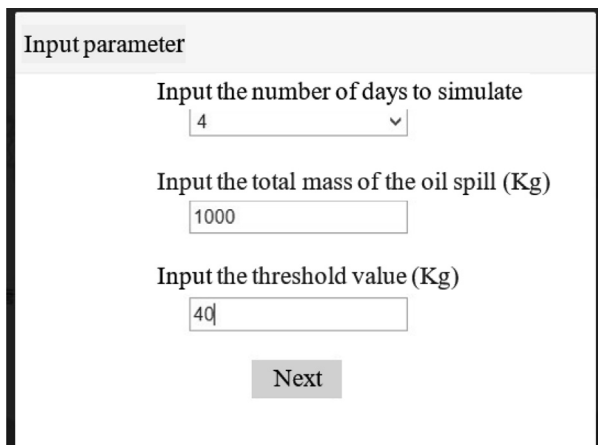 Input parameter
Input the number of days to simulate
4
Input the total mass of the oil spill (Kg)
1000
Input the threshold value (Kg)
40
Next